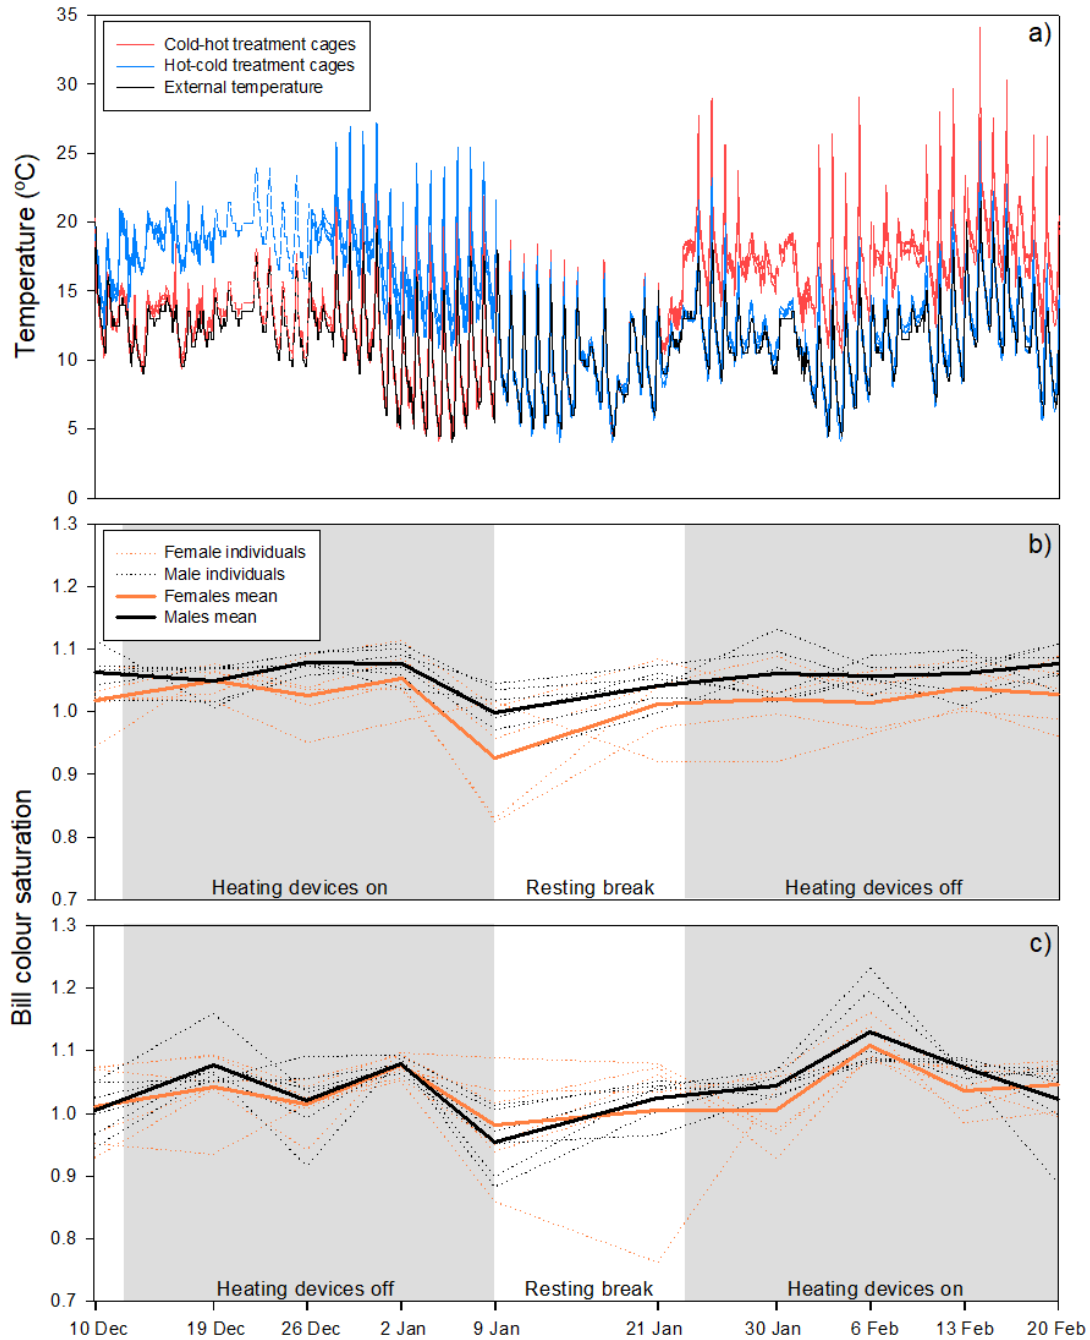 35
30
25
20
15
10
5
0
Temperature (ºC)
a)
Cold-hot treatment cages
Hot-cold treatment cages
External temperature
1.3
1.2
1.1
1.0
0.9
0.8
0.7
b)
Female individuals
Male individuals
Females mean
Males mean
Heating devices on
Resting break
Heating devices off
Bill colour saturation
1.3
1.2
1.1
1.0
0.9
0.8
0.7
c)
Heating devices off
Resting break
Heating devices on
10 Dec
19 Dec
26 Dec
2 Jan
9 Jan
21 Jan
30 Jan
6 Feb
13 Feb
20 Feb